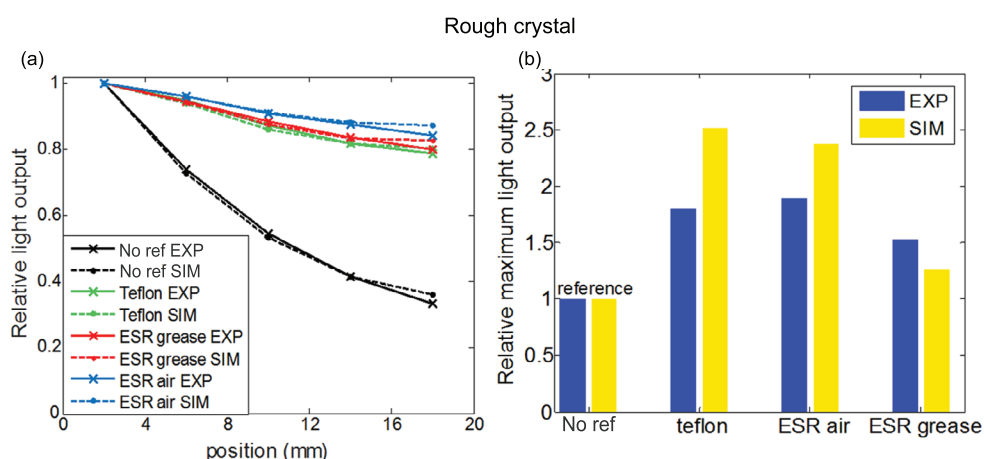 Rough crystal
(a)
Relative light output
1
0.8
0.6
0.4
0.2
0
0
4
8
12
16
20
position (mm)
No ref EXP
No ref SIM
Teflon EXP
Teflon SIM
ESR grease EXP
ESR grease SIM
ESR air EXP
ESR air SIM
(b)
Relative maximum light output
3
2.5
2
1.5
1
0.5
0
reference
EXP
SIM
No ref
teflon
ESR air
ESR grease